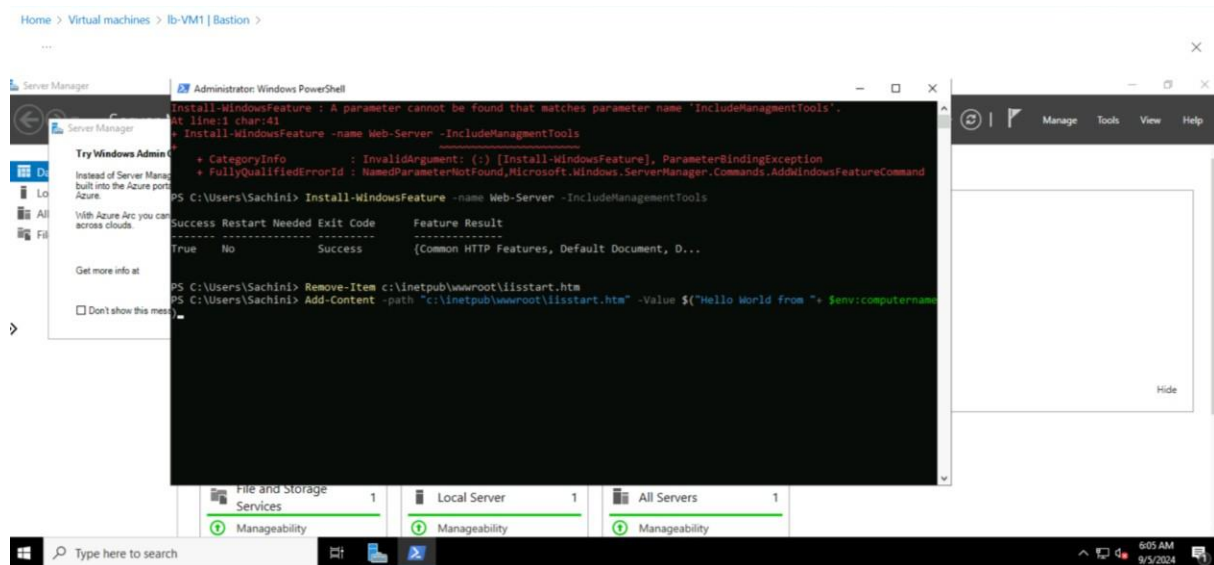 Home > Virtual machines > lb-VM1 | Bastion >
...
Server Manager
Administrator: Windows PowerShell
Manage Tools View Help
Server Manager
Try Windows Admin
Instead of Server Manag
built into the Azure porta
Azure.
With Azure Arc you can
across clouds.
Get more info at
Don't show this mess
Da
Lo
All
Fil
Install-WindowsFeature : A parameter cannot be found that matches parameter name 'IncludeManagmentTools'.
At line:1 char:41
+ Install-WindowsFeature -name Web-Server -IncludeManagmentTools
+                                         ~~~~~~~~~~~~~~~~~~~~~~
+ CategoryInfo : InvalidArgument: (:) [Install-WindowsFeature], ParameterBindingException
+ FullyQualifiedErrorId : NamedParameterNotFound,Microsoft.Windows.ServerManager.Commands.AddWindowsFeatureCommand
PS C:\Users\Sachini> Install-WindowsFeature -name Web-Server -IncludeManagementTools
Success Restart Needed Exit Code Feature Result
------- -------------- --------- --------------
True No Success {Common HTTP Features, Default Document, D...
PS C:\Users\Sachini> Remove-Item c:\inetpub\wwwroot\iisstart.htm
PS C:\Users\Sachini> Add-Content -path "c:\inetpub\wwwroot\iisstart.htm" -Value $("Hello World from "+ $env:computername
)
Hide
File and Storage
Services 1
Local Server 1
All Servers 1
Manageability
Manageability
Manageability
Type here to search
6:05 AM
9/5/2024